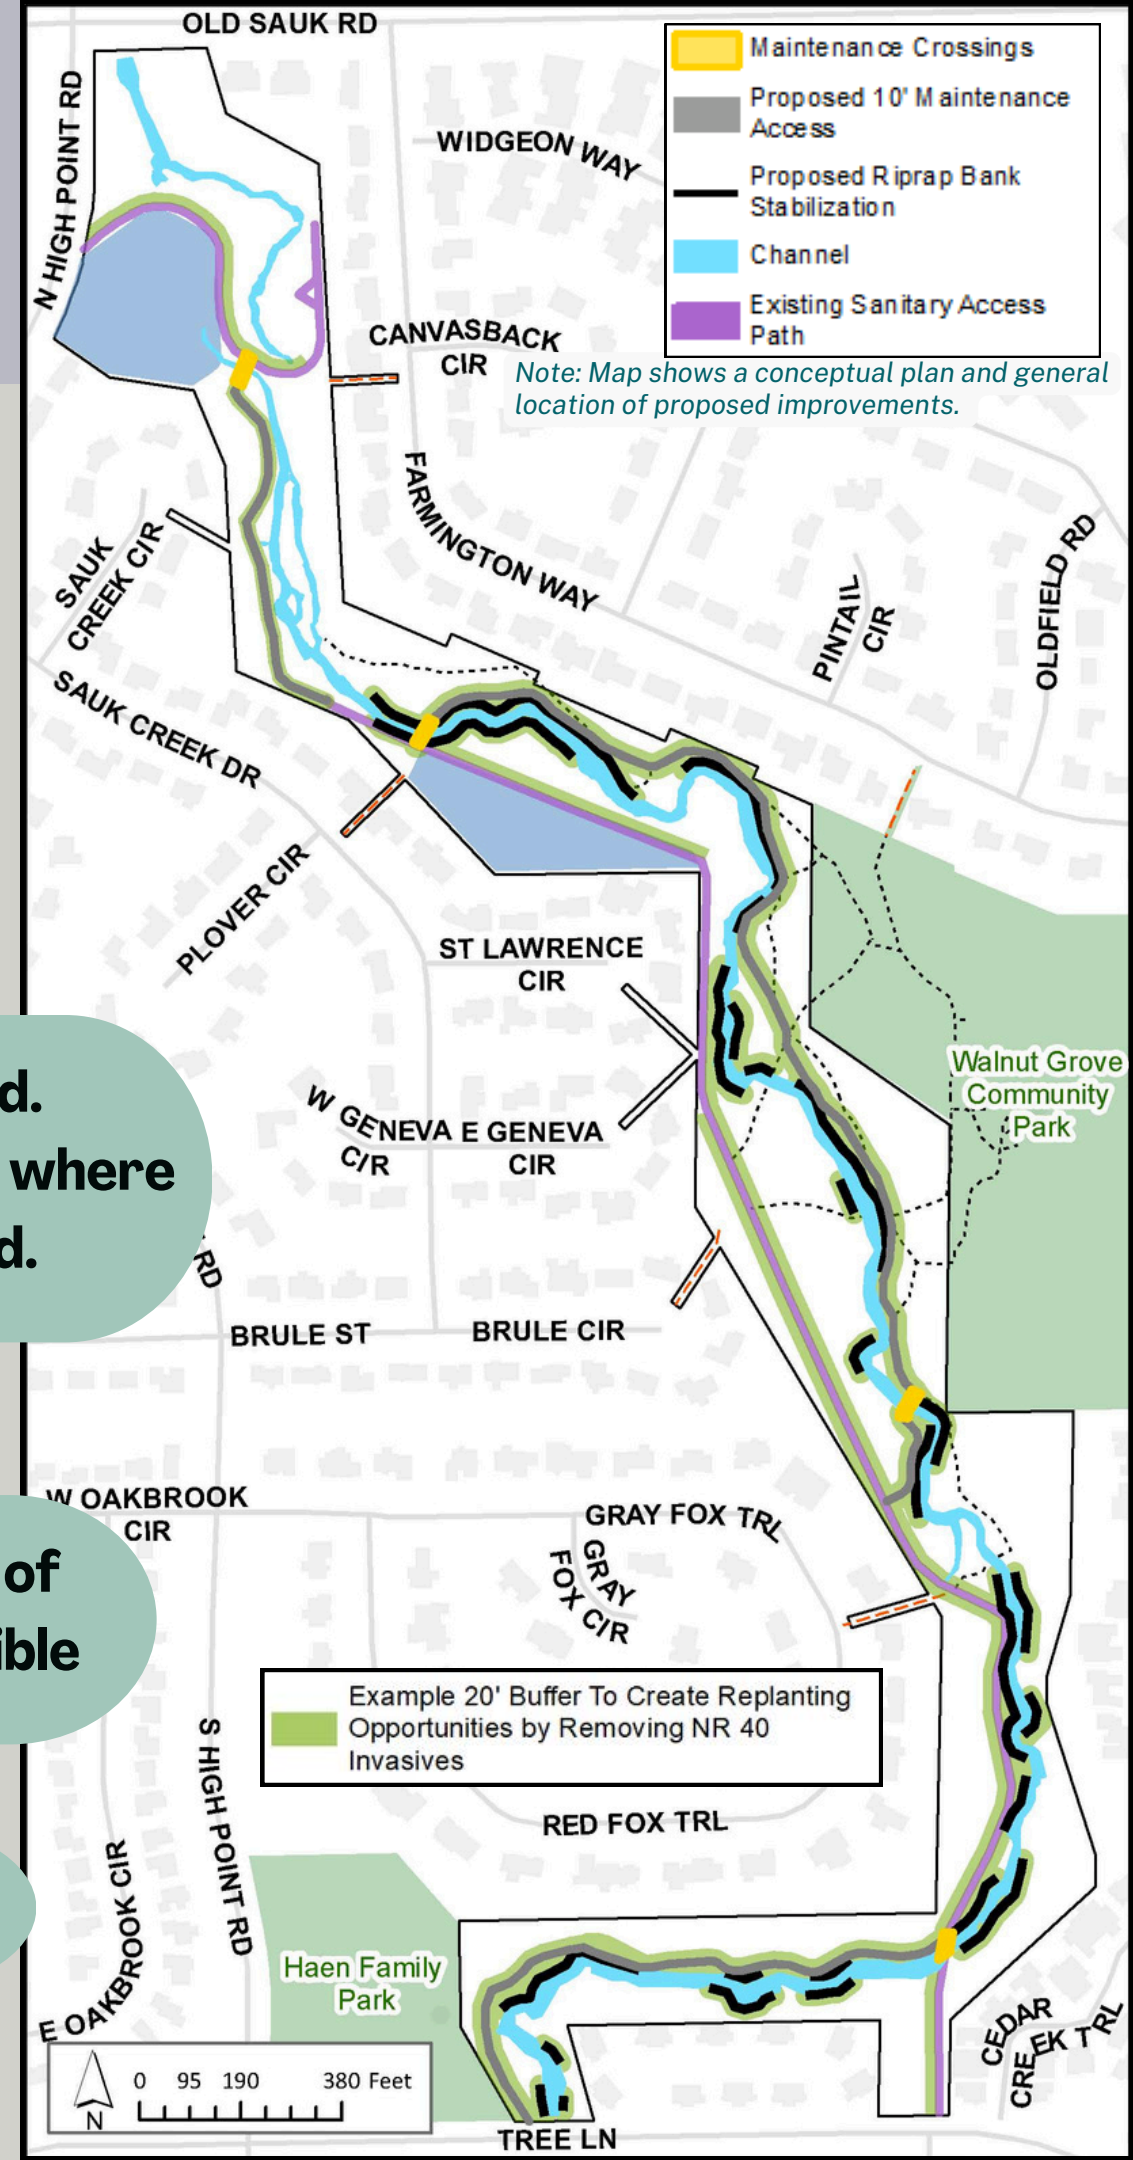 OLD SAUK RD
N HIGH POINT RD
WIDGEON WAY
Maintenance Crossings
Proposed 10' Maintenance
Access
Proposed Riprap Bank
Stabilization
Channel
Existing Sanitary Access
Path
Note: Map shows a conceptual plan and general
location of proposed improvements.
CANVASBACK
CIR
FARMINGTON WAY
SAUK
CREEK CIR
PINTAIL
CIR
OLDFIELD RD
SAUK CREEK DR
PLOVER CIR
ST LAWRENCE
CIR
Walnut Grove
Community
Park
d.
where
d.
W GENEVA
CIR
E GENEVA
CIR
RD
BRULE ST
BRULE CIR
W OAKBROOK
CIR
GRAY FOX TRL
GRAY
FOX CIR
of
ible
Example 20' Buffer To Create Replanting
Opportunities by Removing NR 40
Invasives
S HIGH POINT RD
RED FOX TRL
E OAKBROOK CIR
Haen Family
Park
CEDAR
CREEK TRL
0 95 190 380 Feet
N
TREE LN